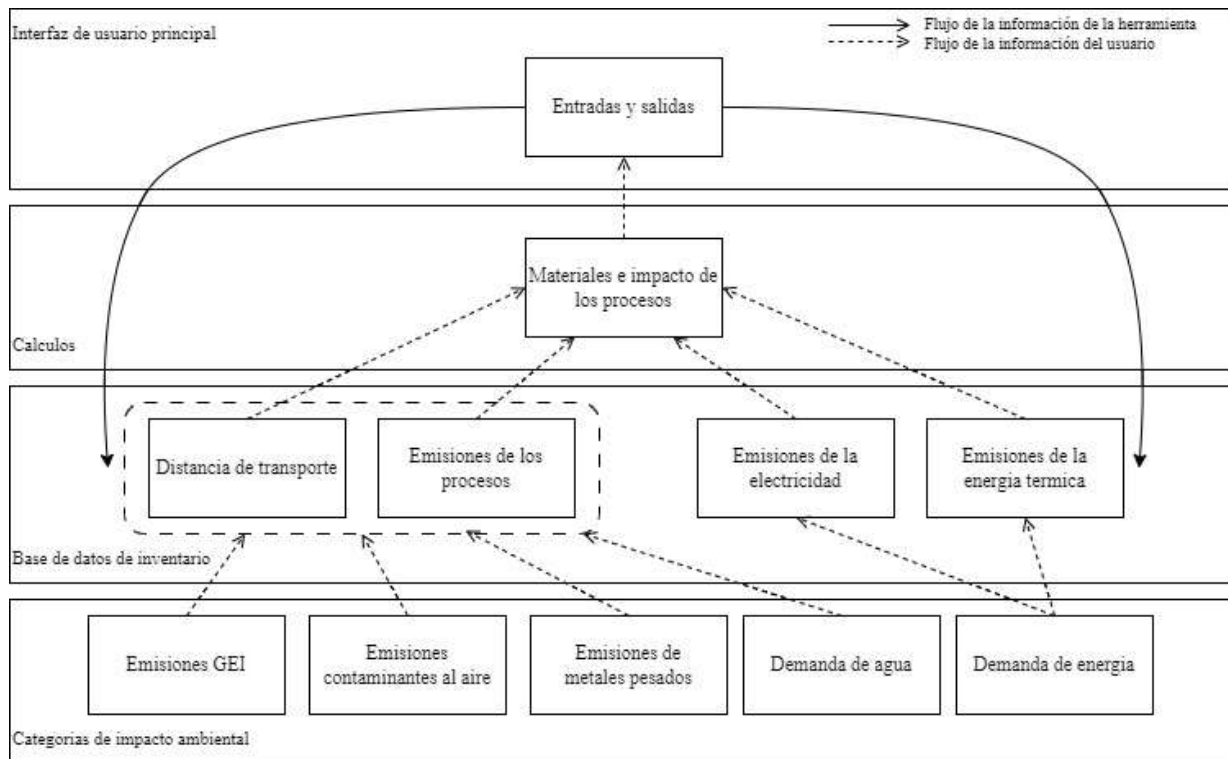 Interfaz de usuario principal
Flujo de la información de la herramienta
Flujo de la información del usuario
Entradas y salidas
Materiales e impacto de
los procesos
Calculos
Distancia de transporte
Emisiones de los
procesos
Emisiones de la
electricidad
Emisiones de la
energia termica
Base de datos de inventario
Emisiones GEI
Emisiones
contaminantes al aire
Emisiones de
metales pesados
Demanda de agua
Demanda de energia
Categorias de impacto ambiental